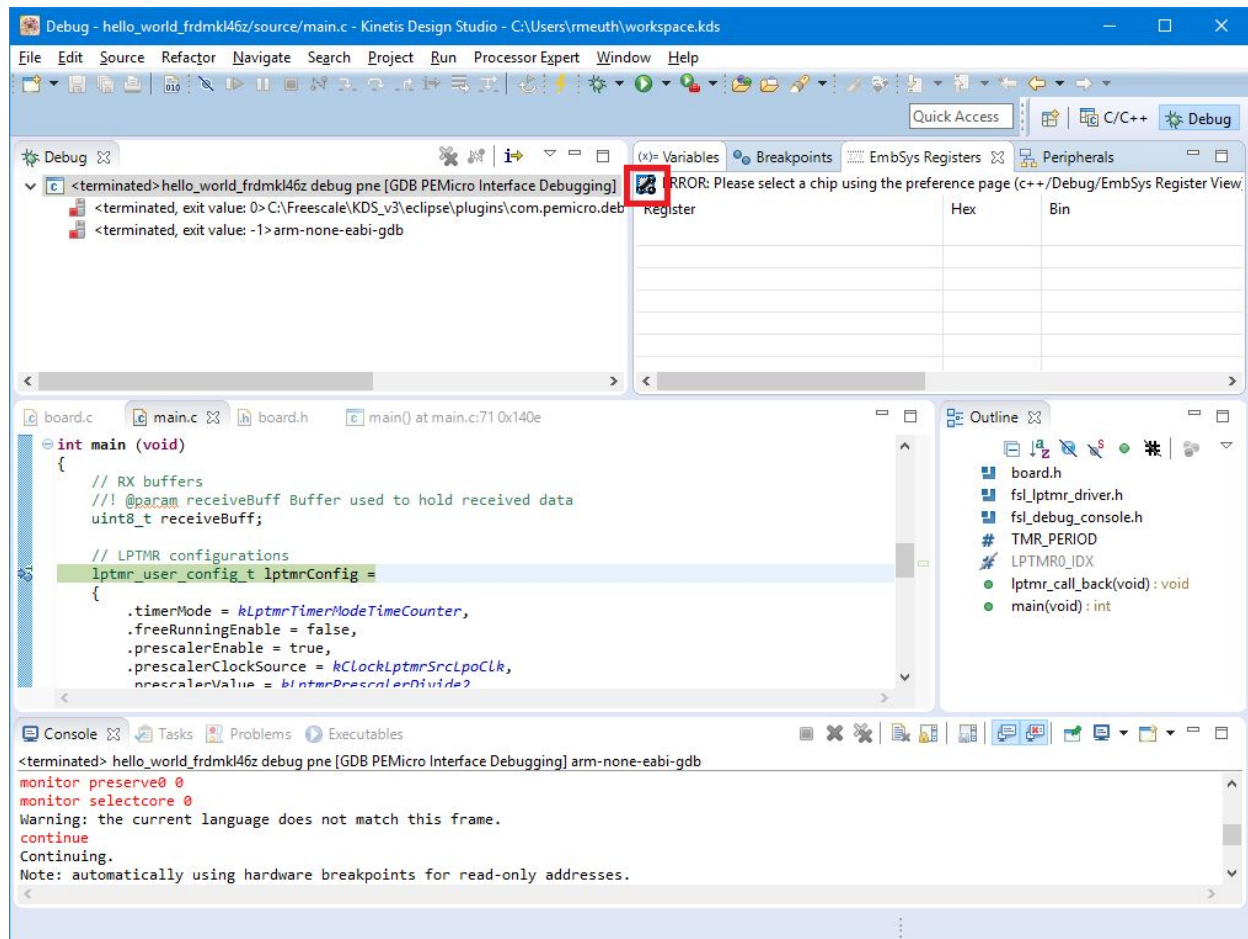 Debug - hello_world_frdmkl46z/source/main.c - Kinetis Design Studio - C:\Users\rmeuth\workspace.kds
File Edit Source Refactor Navigate Search Project Run Processor Expert Window Help
Quick Access C/C++ Debug
Debug
<terminated>hello_world_frdmkl46z debug pne [GDB PEMicro Interface Debugging]
<terminated, exit value: 0>C:\Freescale\KDS_v3\eclipse\plugins\com.pemicro.deb
<terminated, exit value: -1>arm-none-eabi-gdb
(x)= Variables Breakpoints EmbSys Registers Peripherals
RROR: Please select a chip using the preference page (c++/Debug/EmbSys Register View
Register Hex Bin
board.c main.c board.h main() at main.c:71 0x140e
int main (void)
{
// RX buffers
//! @param receiveBuff Buffer used to hold received data
uint8_t receiveBuff;
// LPTMR configurations
lptmr_user_config_t lptmrConfig =
{
.timerMode = kLptmrTimerModeTimeCounter,
.freeRunningEnable = false,
.prescalerEnable = true,
.prescalerClockSource = kClockLptmrSrcLpoClk,
.prescalerValue = kLptmrPrescalerDivide2
Outline
board.h
fsl_lptmr_driver.h
fsl_debug_console.h
# TMR_PERIOD
# LPTMR0_IDX
lptmr_call_back(void) : void
main(void) : int
Console Tasks Problems Executables
<terminated> hello_world_frdmkl46z debug pne [GDB PEMicro Interface Debugging] arm-none-eabi-gdb
monitor preserve0 0
monitor selectcore 0
Warning: the current language does not match this frame.
continue
Continuing.
Note: automatically using hardware breakpoints for read-only addresses.